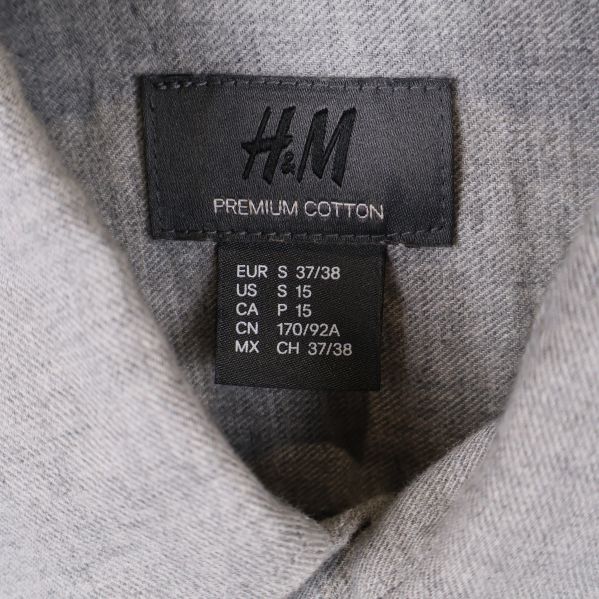 H&M
PREMIUM COTTON
EUR S 37/38
US S 15
CA P 15
CN 170/92A
MX CH 37/38